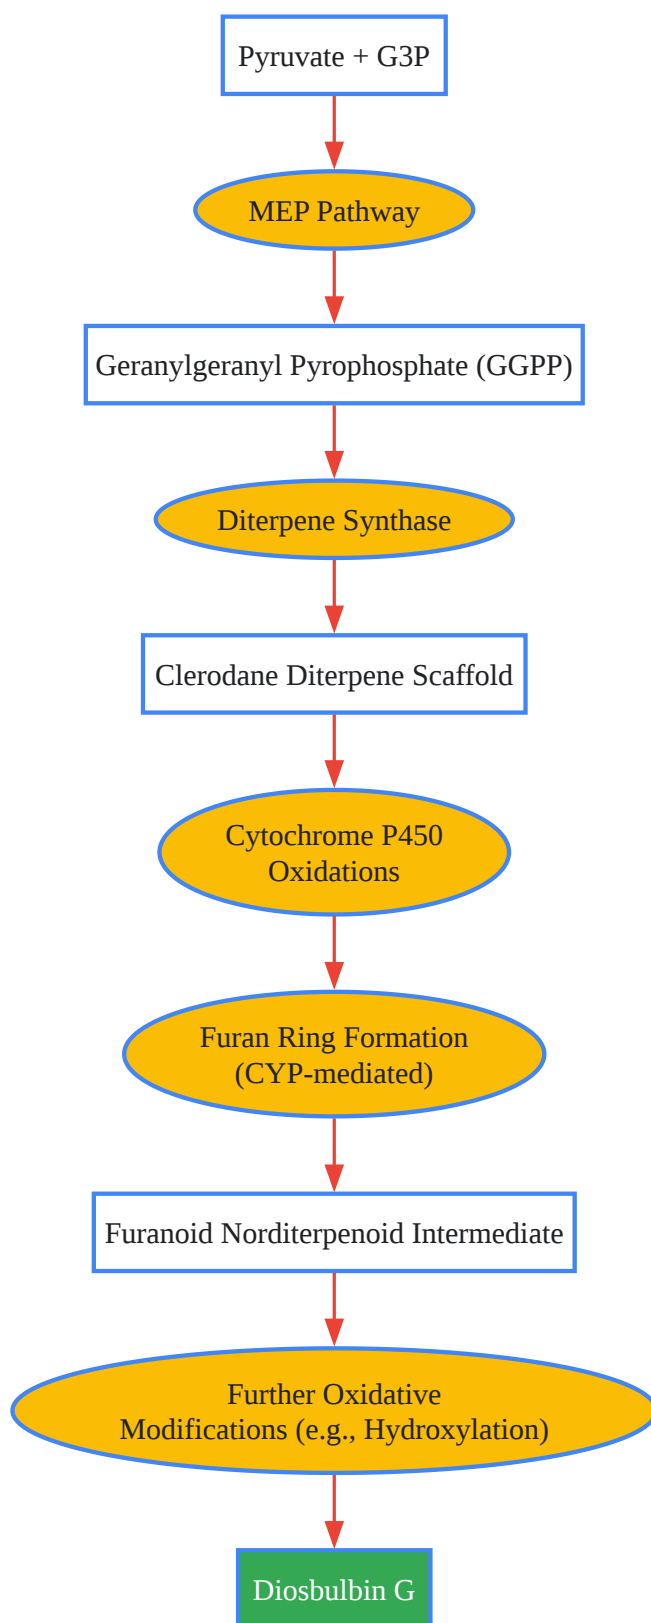 Pyruvate + G3P
MEP Pathway
Geranylgeranyl Pyrophosphate (GGPP)
Diterpene Synthase
Clerodane Diterpene Scaffold
Cytochrome P450
Oxidations
Furan Ring Formation
(CYP-mediated)
Furanoid Norditerpenoid Intermediate
Further Oxidative
Modifications (e.g., Hydroxylation)
Diosbulbin G